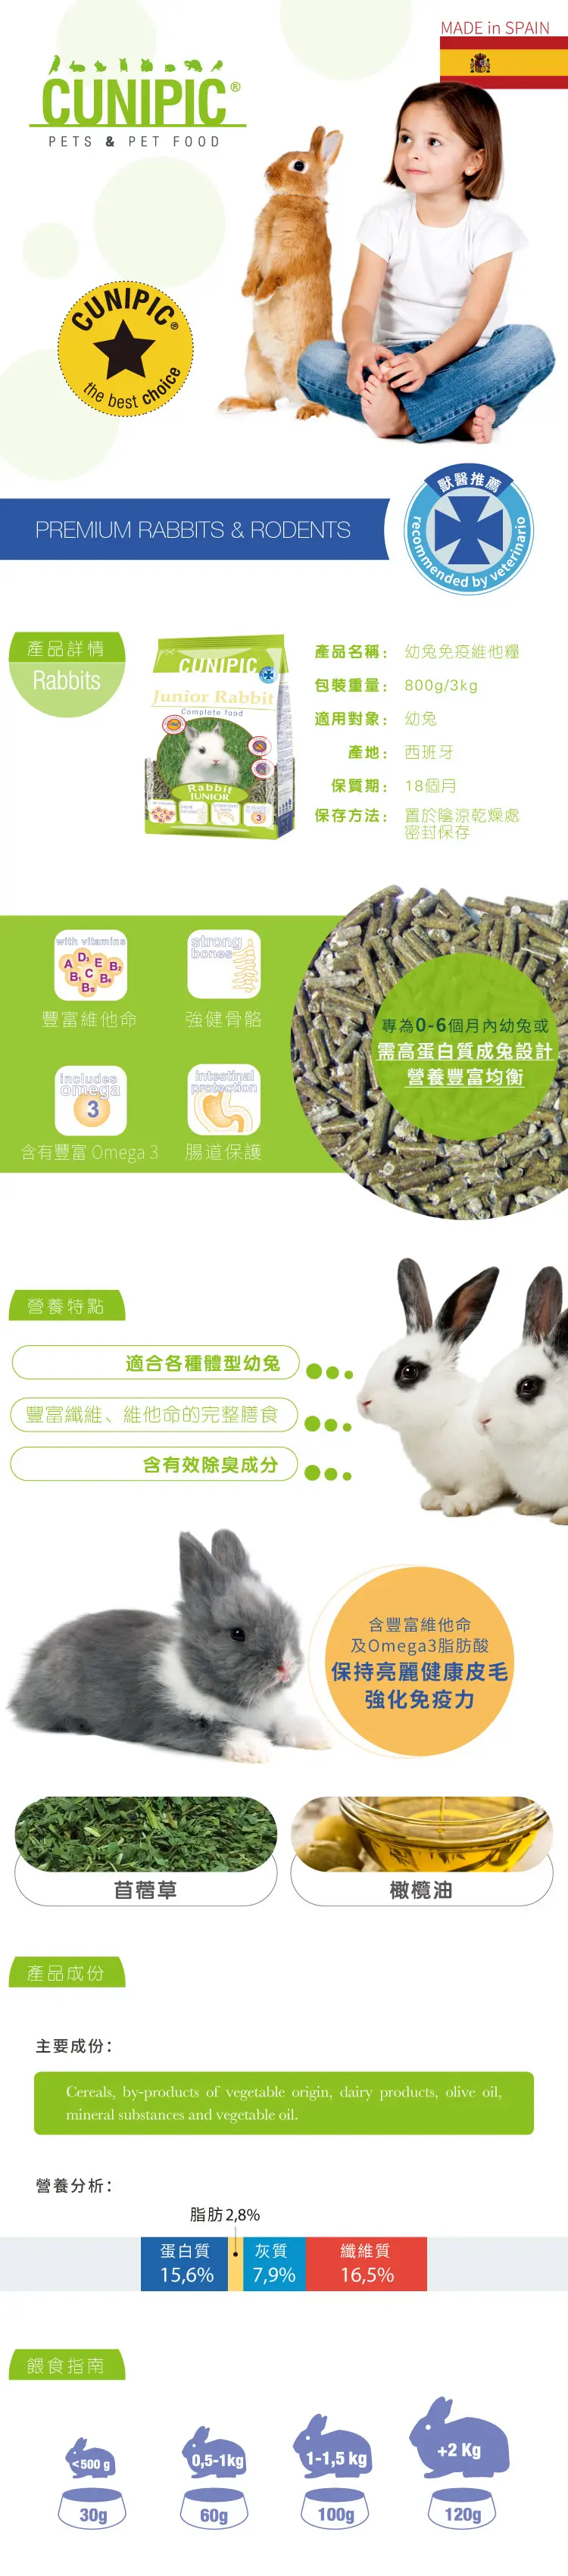 MADE in SPAIN
CUNIPIC®
PETS & PET FOOD
CUNIPIC®
the best choice
獸醫推薦
PREMIUM RABBITS & RODENTS
recommended by veterinario
產品詳情
Rabbits
CUNIPIC
Junior Rabbit
Complete food
Rabbit
JUNIOR
3
產品名稱： 幼兔免疫維他糧
包裝重量： 800g/3kg
適用對象： 幼兔
產地： 西班牙
保質期： 18個月
保存方法： 置於陰涼乾燥處
密封保存
with vitamins
A D3 E B2
B1 C B6
B12
豐富維他命
strong
bones
強健骨骼
includes
omega
3
含有豐富 Omega 3
intestinal
protection
腸道保護
專為0-6個月內幼兔或
需高蛋白質成兔設計
營養豐富均衡
營養特點
適合各種體型幼兔
豐富纖維、維他命的完整膳食
含有效除臭成分
含豐富維他命
及Omega3脂肪酸
保持亮麗健康皮毛
強化免疫力
苜蓿草
橄欖油
產品成份
主要成份：
Cereals, by-products of vegetable origin, dairy products, olive oil,
mineral substances and vegetable oil.
營養分析：
脂肪2,8%
蛋白質 灰質 纖維質
15,6% 7,9% 16,5%
餵食指南
<500 g 0,5-1kg 1-1,5 kg +2 Kg
30g 60g 100g 120g